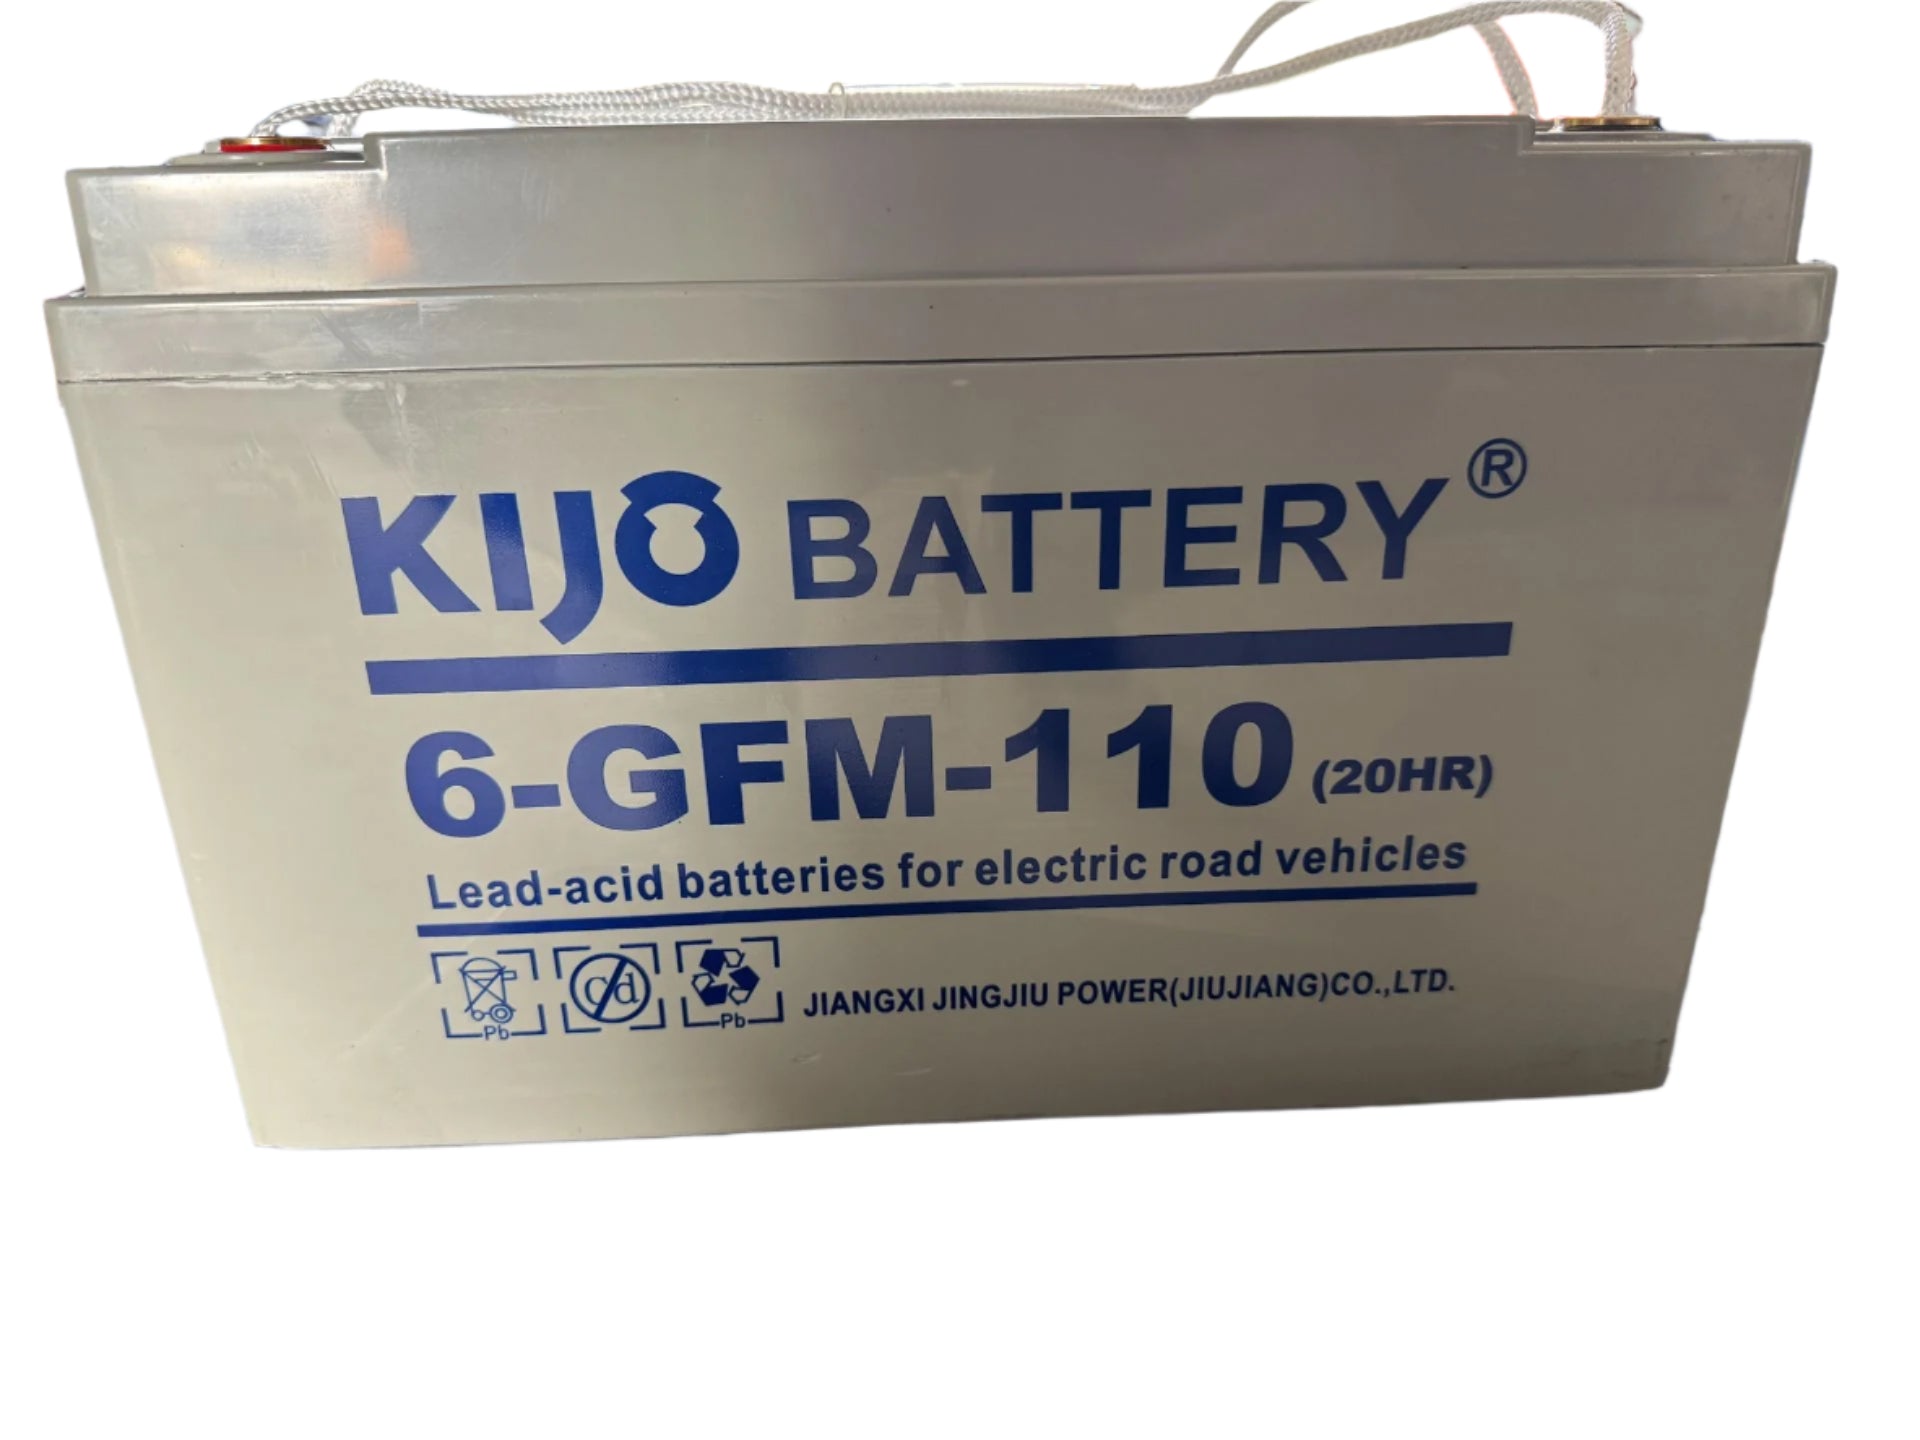 KIJO BATTERY®
6-GFM-110 (20HR)
Lead-acid batteries for electric road vehicles
Pb Cd Pb JIANGXI JINGJIU POWER(JIUJIANG)CO.,LTD.